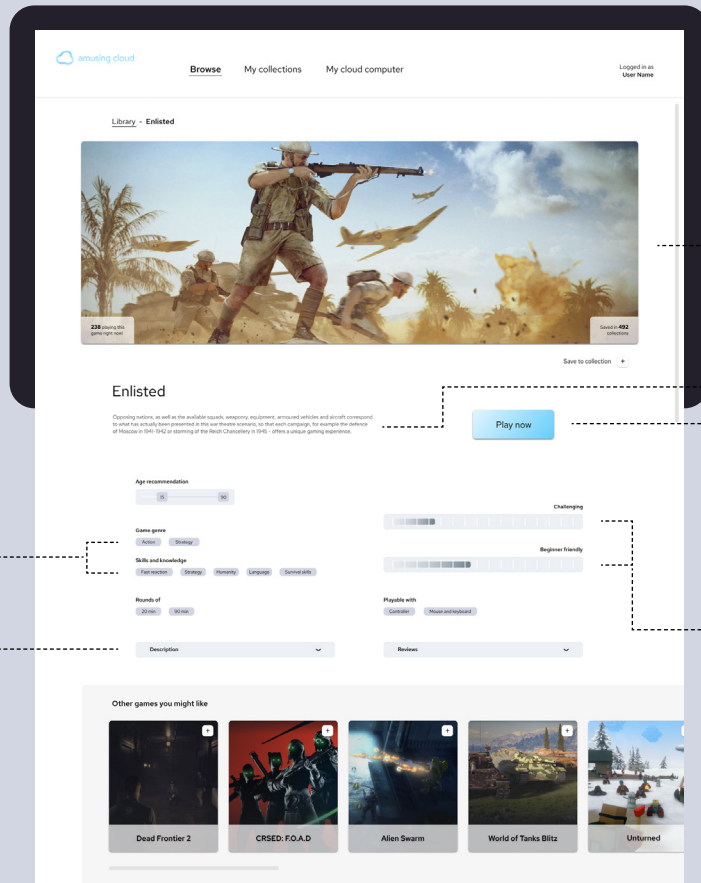 amusing cloud
Browse
My collections
My cloud computer
Logged in as
User Name
Library - Enlisted
238 playing this
game right now!
Saved in 492
collections
Save to collection +
Enlisted
Opposing nations, as well as the available squads, weaponry, equipment, armoured vehicles and aircraft correspond
to what has actually been presented in this war theatre scenario, so that each campaign, for example the defence
of Moscow in 1941-1942 or storming of the Reich Chancellery in 1945 - offers a unique gaming experience.
Play now
Age recommendation
15 90
Challenging
Game genre
Action Strategy
Beginner friendly
Skills and knowledge
Fast reaction Strategy Humanity Language Survival skills
Rounds of
20 min 90 min
Playable with
Controller Mouse and keyboard
Description
Reviews
Other games you might like
+ + + +
Dead Frontier 2
CRSED: F.O.A.D
Alien Swarm
World of Tanks Blitz
Unturned